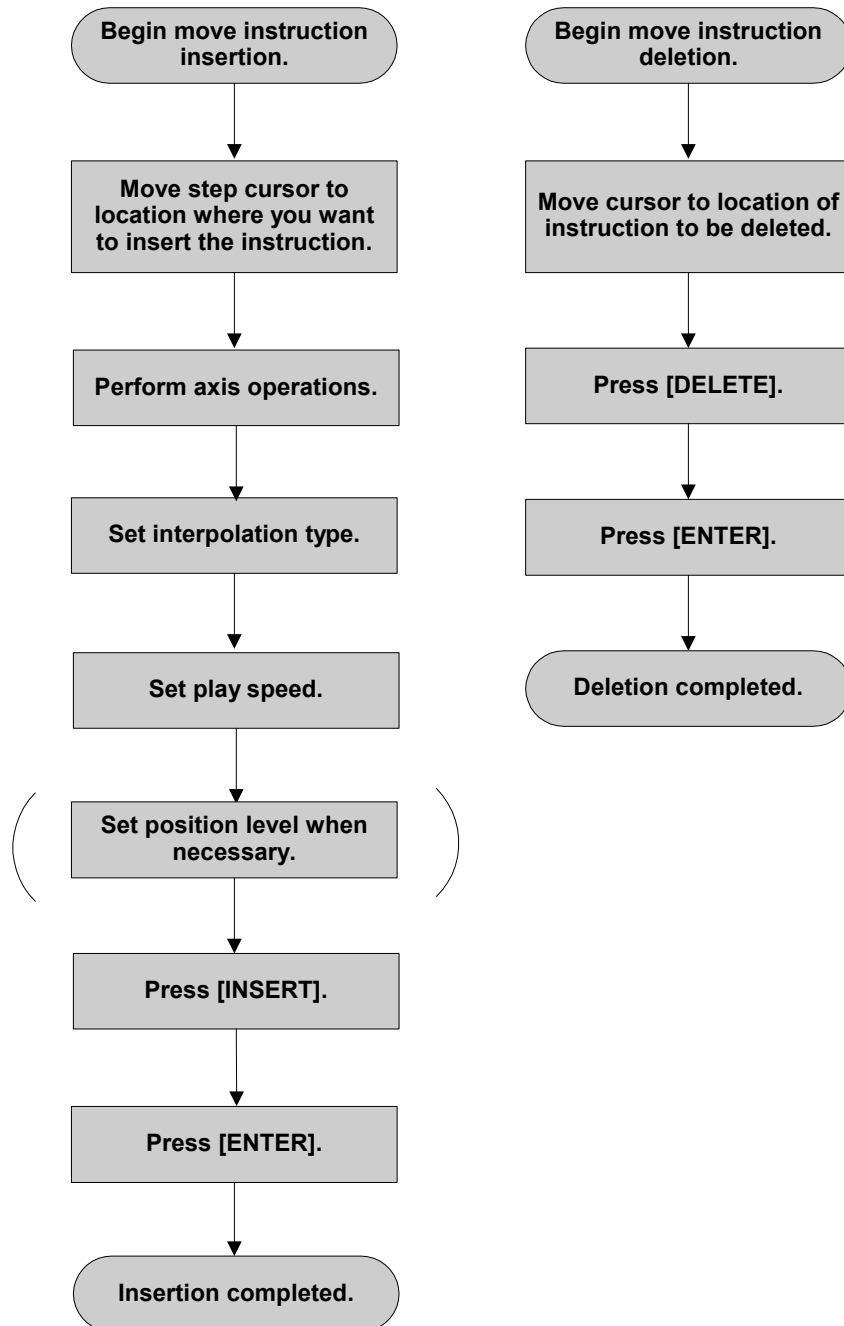 Begin move instruction
insertion.
Move step cursor to
location where you want
to insert the instruction.
Perform axis operations.
Set interpolation type.
Set play speed.
Set position level when
necessary.
Press [INSERT].
Press [ENTER].
Insertion completed.
Begin move instruction
deletion.
Move cursor to location of
instruction to be deleted.
Press [DELETE].
Press [ENTER].
Deletion completed.